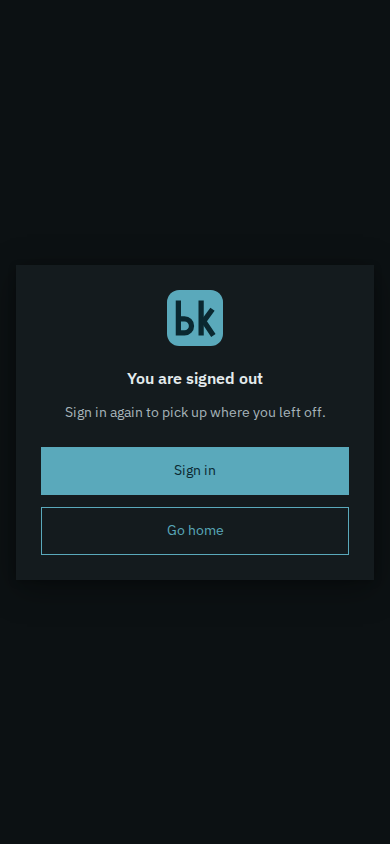 bk
You are signed out
Sign in again to pick up where you left off.
Sign in
Go home